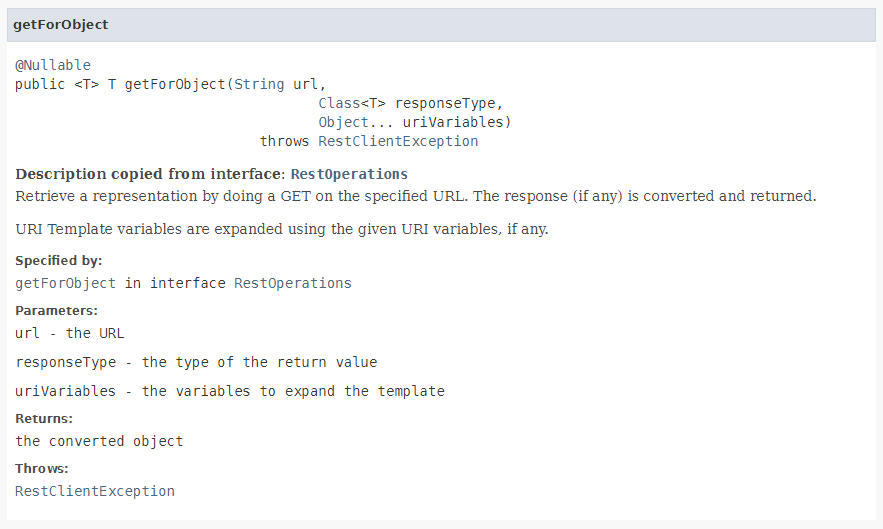 getForObject
@Nullable
public <T> T getForObject(String url,
Class<T> responseType,
Object... uriVariables)
throws RestClientException
Description copied from interface: RestOperations
Retrieve a representation by doing a GET on the specified URL. The response (if any) is converted and returned.
URI Template variables are expanded using the given URI variables, if any.
Specified by:
getForObject in interface RestOperations
Parameters:
url - the URL
responseType - the type of the return value
uriVariables - the variables to expand the template
Returns:
the converted object
Throws:
RestClientException